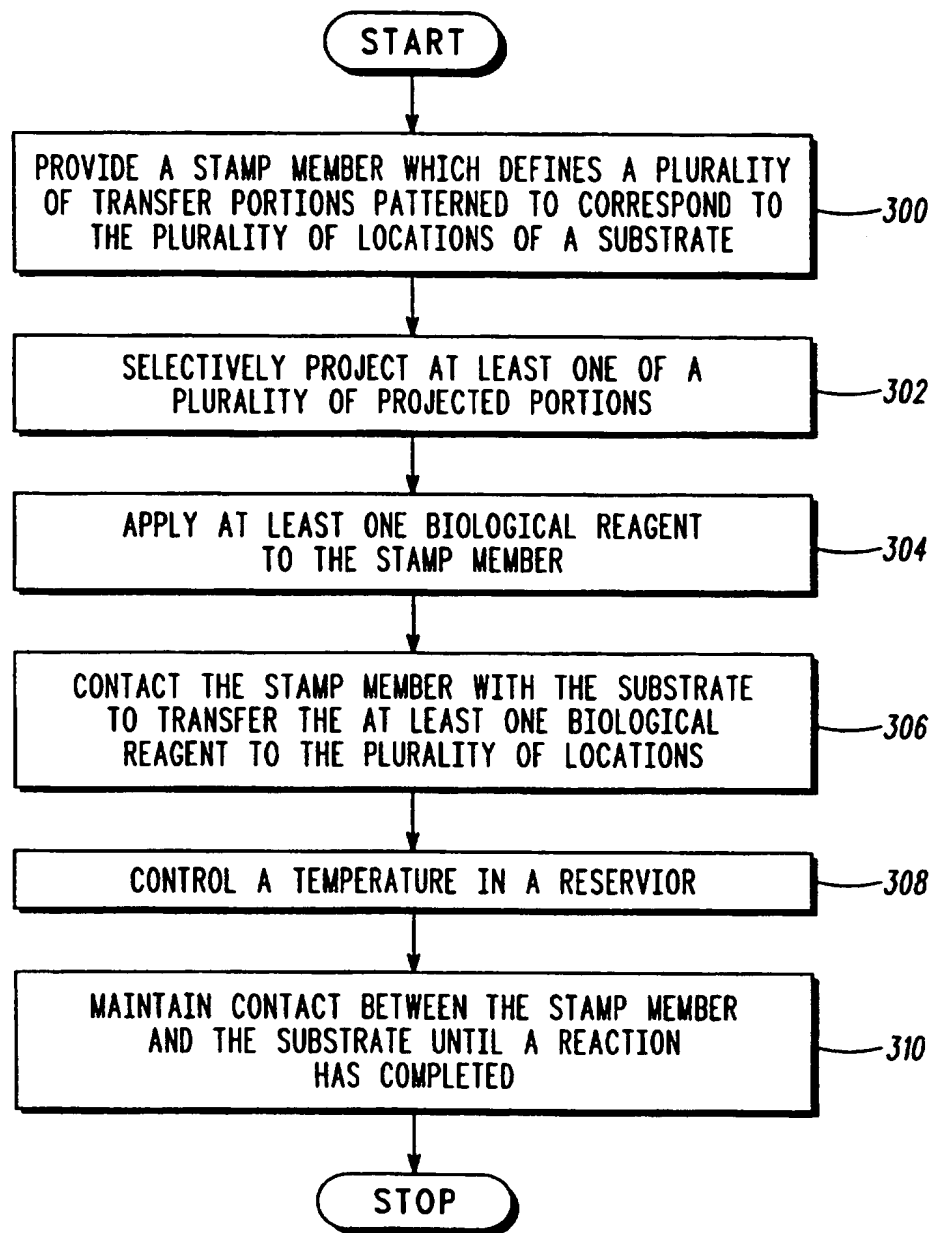 START
PROVIDE A STAMP MEMBER WHICH DEFINES A PLURALITY
OF TRANSFER PORTIONS PATTERNED TO CORRESPOND TO
THE PLURALITY OF LOCATIONS OF A SUBSTRATE
300
SELECTIVELY PROJECT AT LEAST ONE OF A
PLURALITY OF PROJECTED PORTIONS
302
APPLY AT LEAST ONE BIOLOGICAL REAGENT
TO THE STAMP MEMBER
304
CONTACT THE STAMP MEMBER WITH THE SUBSTRATE
TO TRANSFER THE AT LEAST ONE BIOLOGICAL
REAGENT TO THE PLURALITY OF LOCATIONS
306
CONTROL A TEMPERATURE IN A RESERVIOR
308
MAINTAIN CONTACT BETWEEN THE STAMP MEMBER
AND THE SUBSTRATE UNTIL A REACTION
HAS COMPLETED
310
STOP